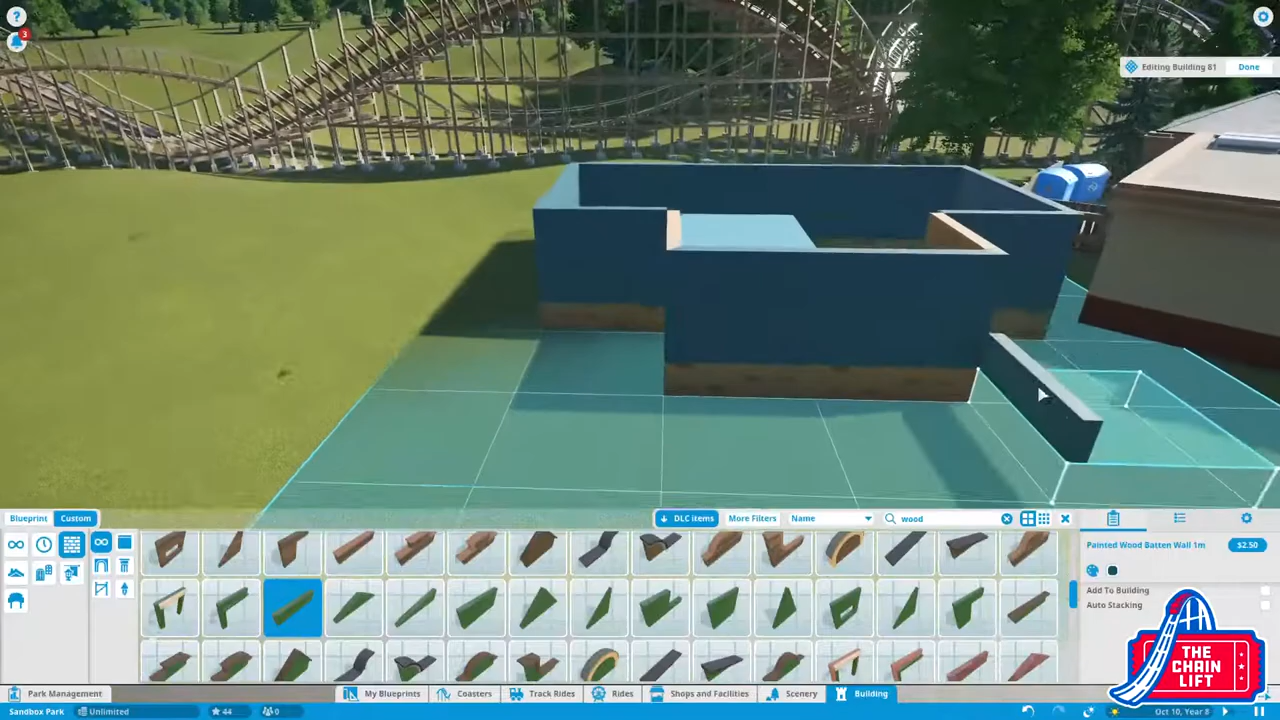 ?
3
Editing Building 81
Done
Blueprint
Custom
DLC items
More Filters
Name
wood
Painted Wood Batten Wall 1m
$2.50
Add To Building
Auto Stacking
THE
CHAIN
LIFT
Park Management
My Blueprints
Coasters
Track Rides
Rides
Shops and Facilities
Scenery
Building
Sandbox Park
Unlimited
44
0
Oct 10, Year 8